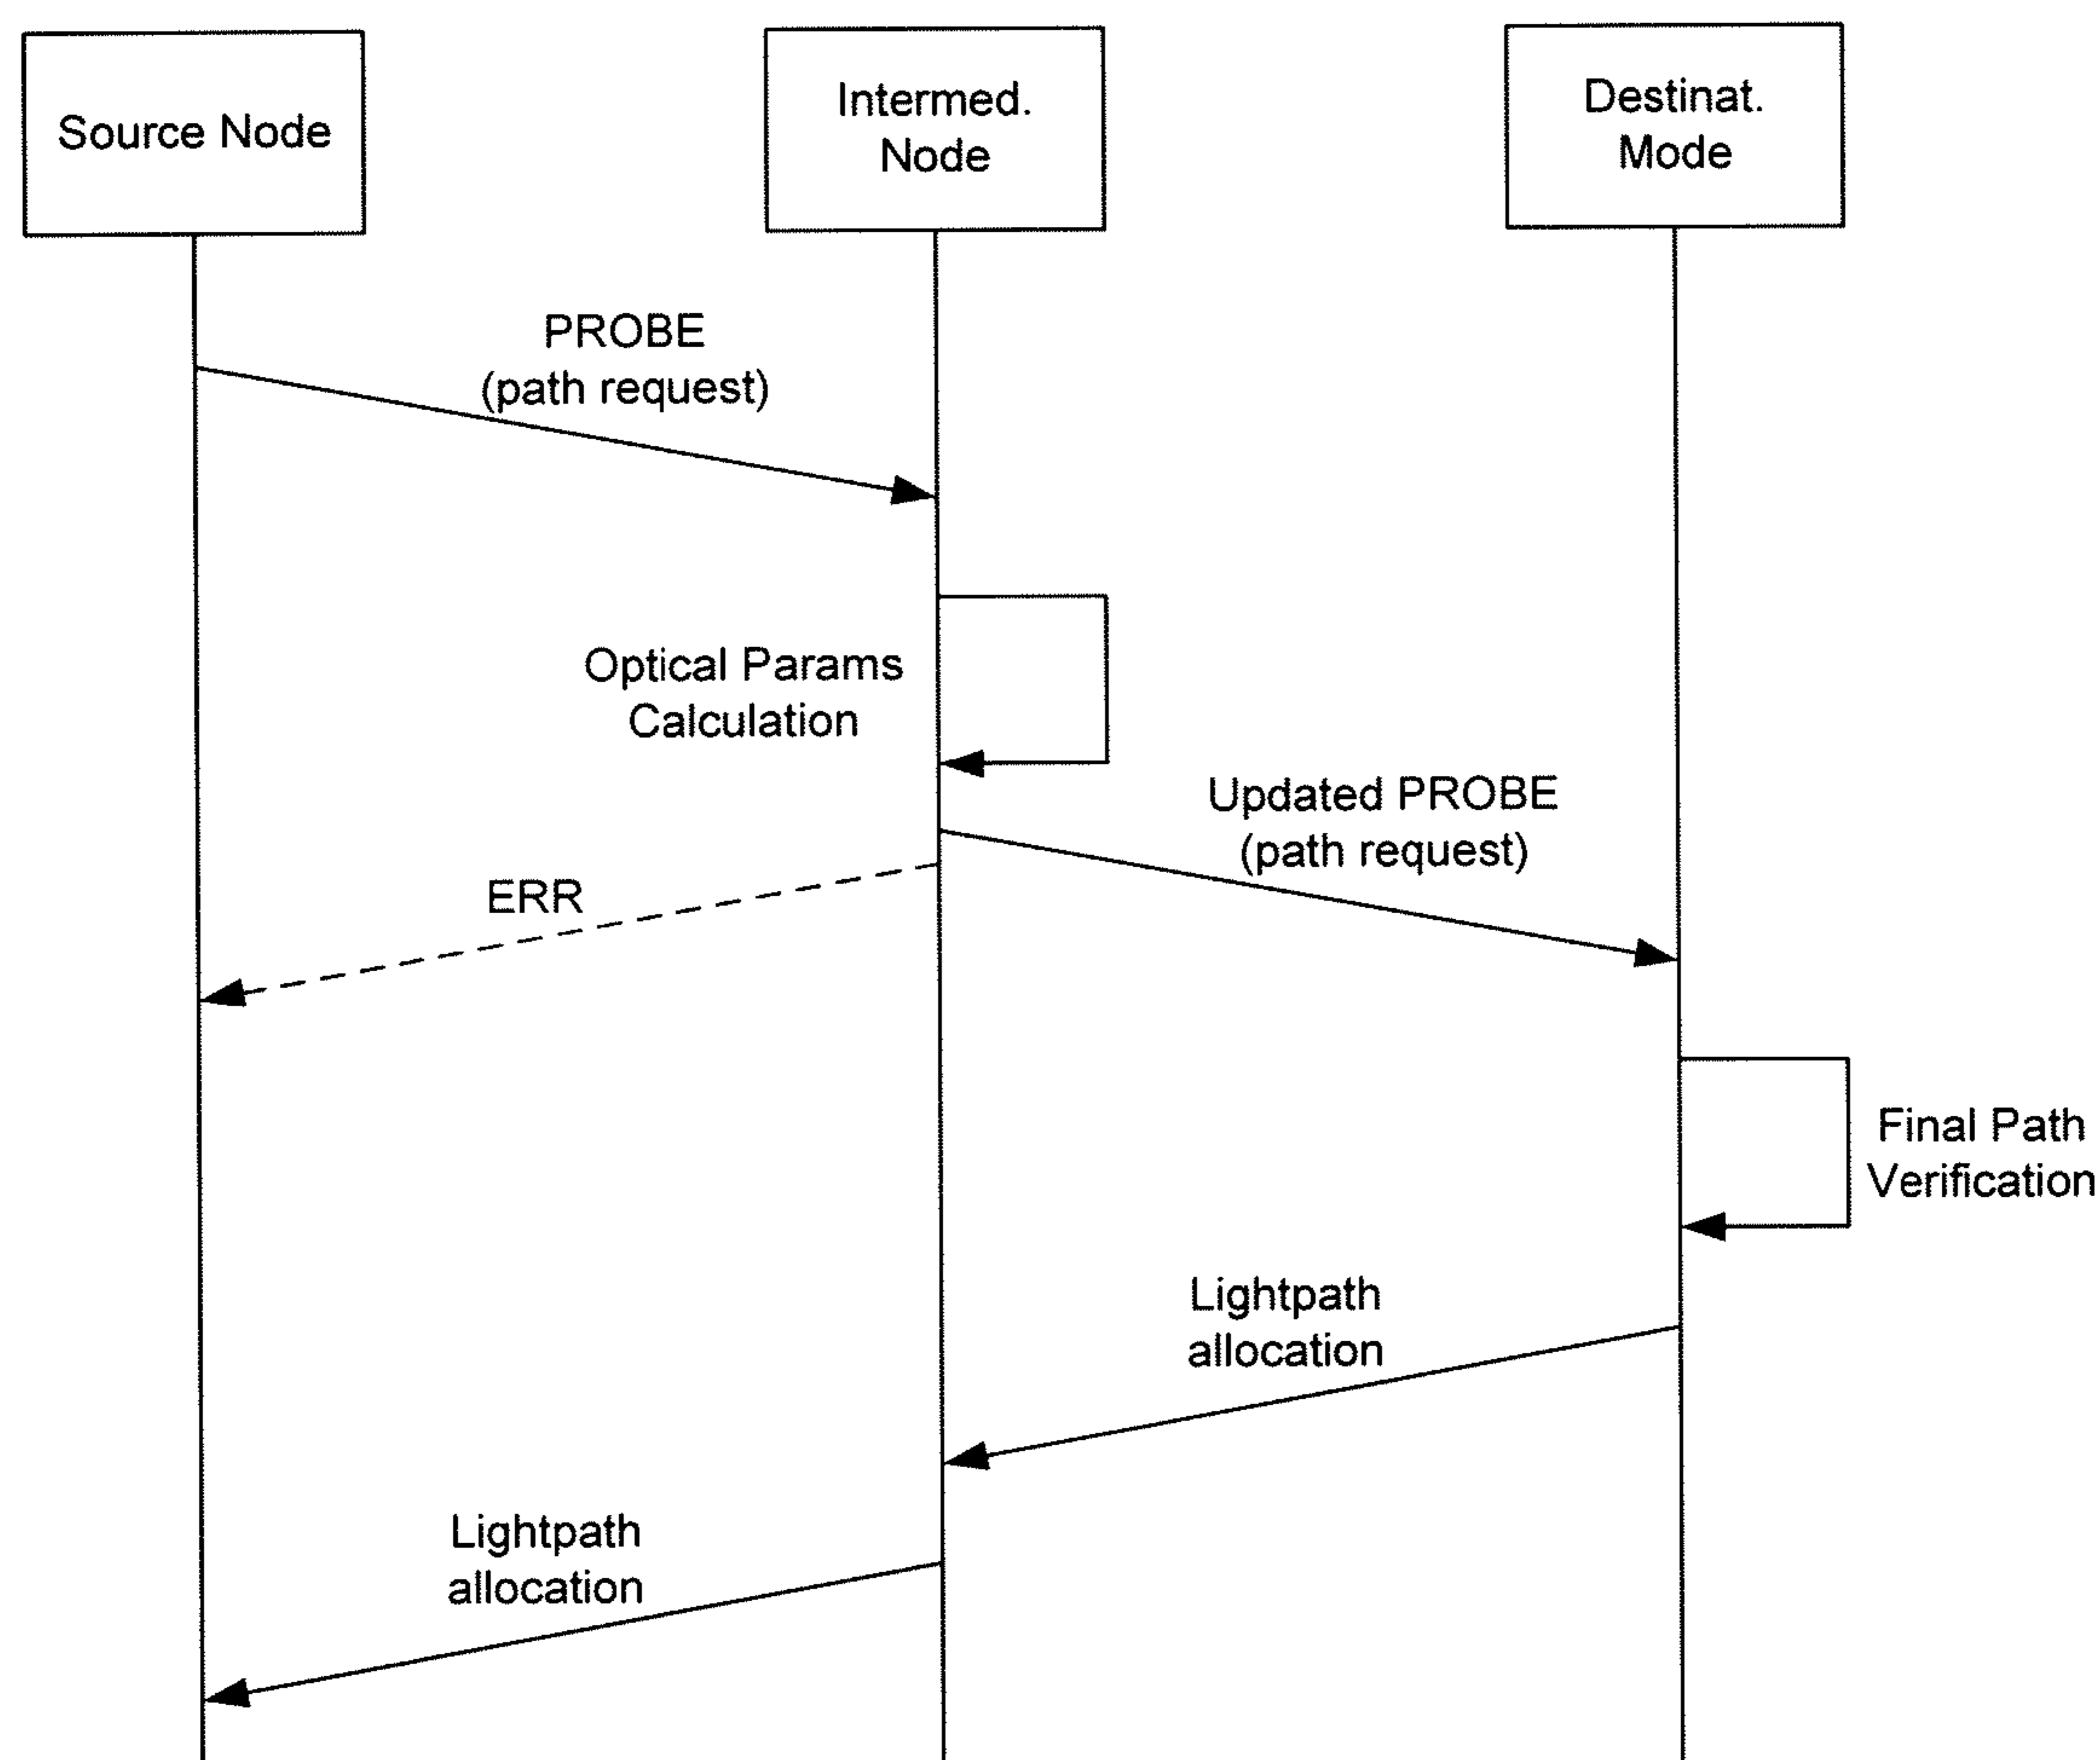 Source Node
Intermed.
Node
Destinat.
Mode
PROBE
(path request)
Optical Params
Calculation
Updated PROBE
(path request)
ERR
Final Path
Verification
Lightpath
allocation
Lightpath
allocation